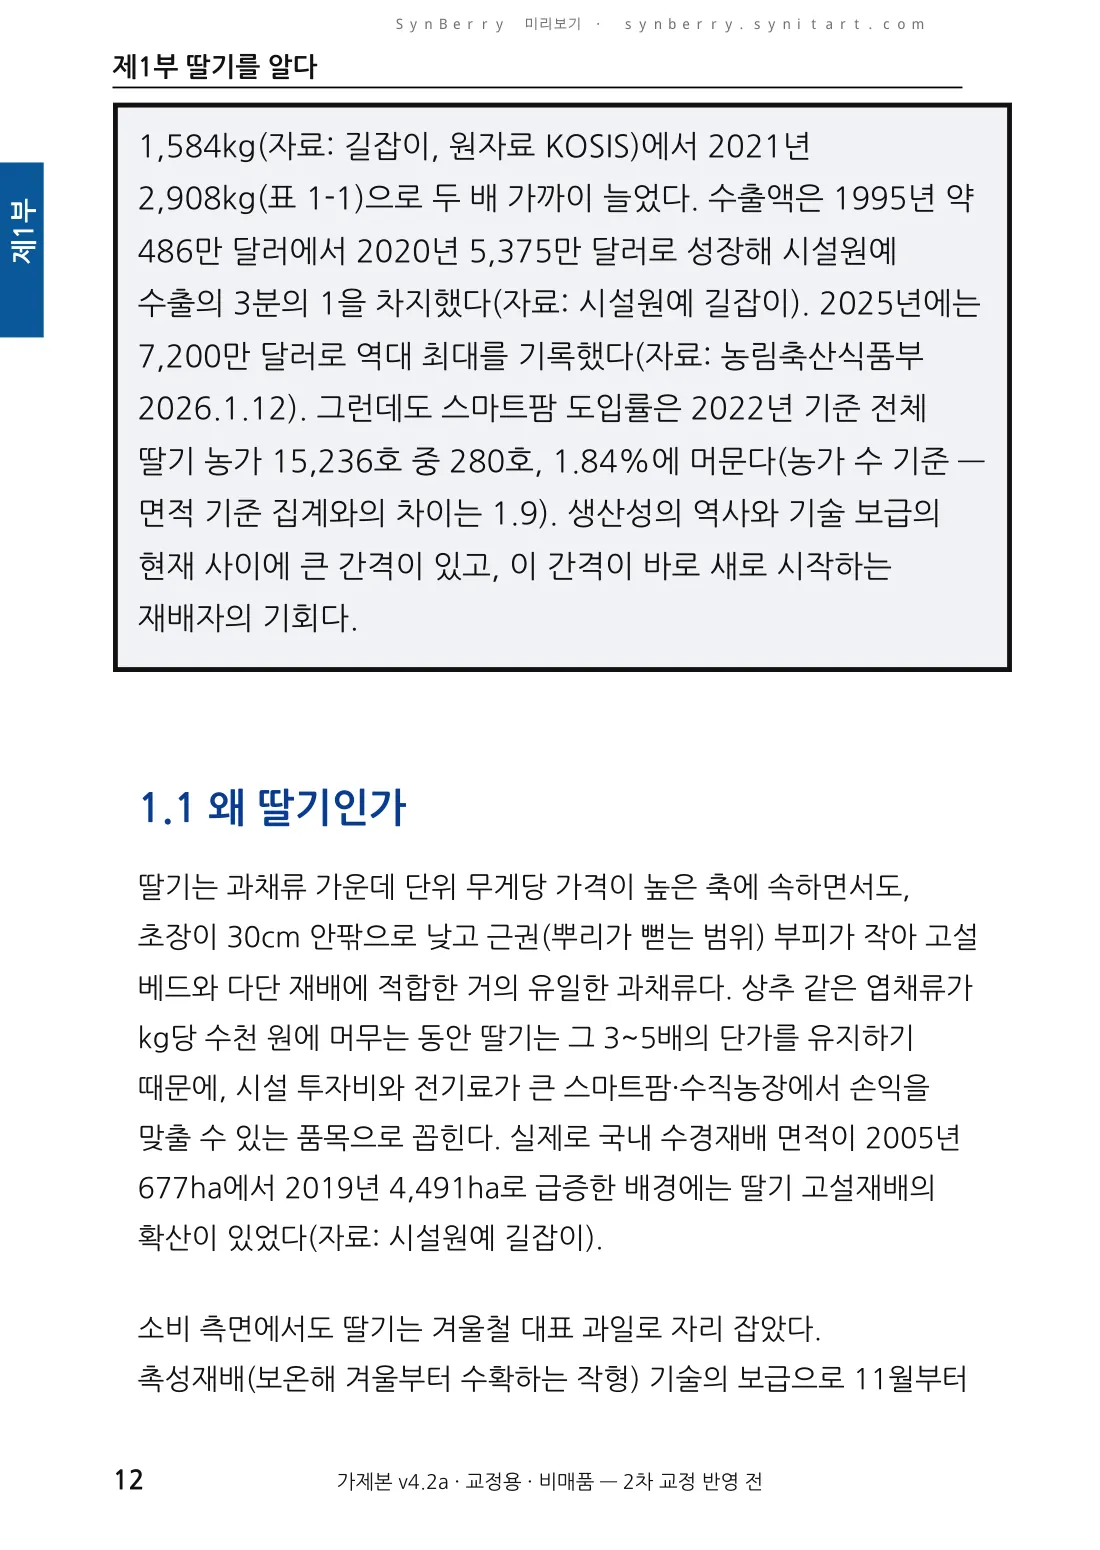 SynBerry 미리보기 · synberry.synitart.com
제1부 딸기를 알다
제1부
1,584kg(자료: 길잡이, 원자료 KOSIS)에서 2021년
2,908kg(표 1-1)으로 두 배 가까이 늘었다. 수출액은 1995년 약
486만 달러에서 2020년 5,375만 달러로 성장해 시설원예
수출의 3분의 1을 차지했다(자료: 시설원예 길잡이). 2025년에는
7,200만 달러로 역대 최대를 기록했다(자료: 농림축산식품부
2026.1.12). 그런데도 스마트팜 도입률은 2022년 기준 전체
딸기 농가 15,236호 중 280호, 1.84%에 머문다(농가 수 기준 —
면적 기준 집계와의 차이는 1.9). 생산성의 역사와 기술 보급의
현재 사이에 큰 간격이 있고, 이 간격이 바로 새로 시작하는
재배자의 기회다.
1.1 왜 딸기인가
딸기는 과채류 가운데 단위 무게당 가격이 높은 축에 속하면서도,
초장이 30cm 안팎으로 낮고 근권(뿌리가 뻗는 범위) 부피가 작아 고설
베드와 다단 재배에 적합한 거의 유일한 과채류다. 상추 같은 엽채류가
kg당 수천 원에 머무는 동안 딸기는 그 3~5배의 단가를 유지하기
때문에, 시설 투자비와 전기료가 큰 스마트팜·수직농장에서 손익을
맞출 수 있는 품목으로 꼽힌다. 실제로 국내 수경재배 면적이 2005년
677ha에서 2019년 4,491ha로 급증한 배경에는 딸기 고설재배의
확산이 있었다(자료: 시설원예 길잡이).
소비 측면에서도 딸기는 겨울철 대표 과일로 자리 잡았다.
촉성재배(보온해 겨울부터 수확하는 작형) 기술의 보급으로 11월부터
12
가제본 v4.2a · 교정용 · 비매품 — 2차 교정 반영 전